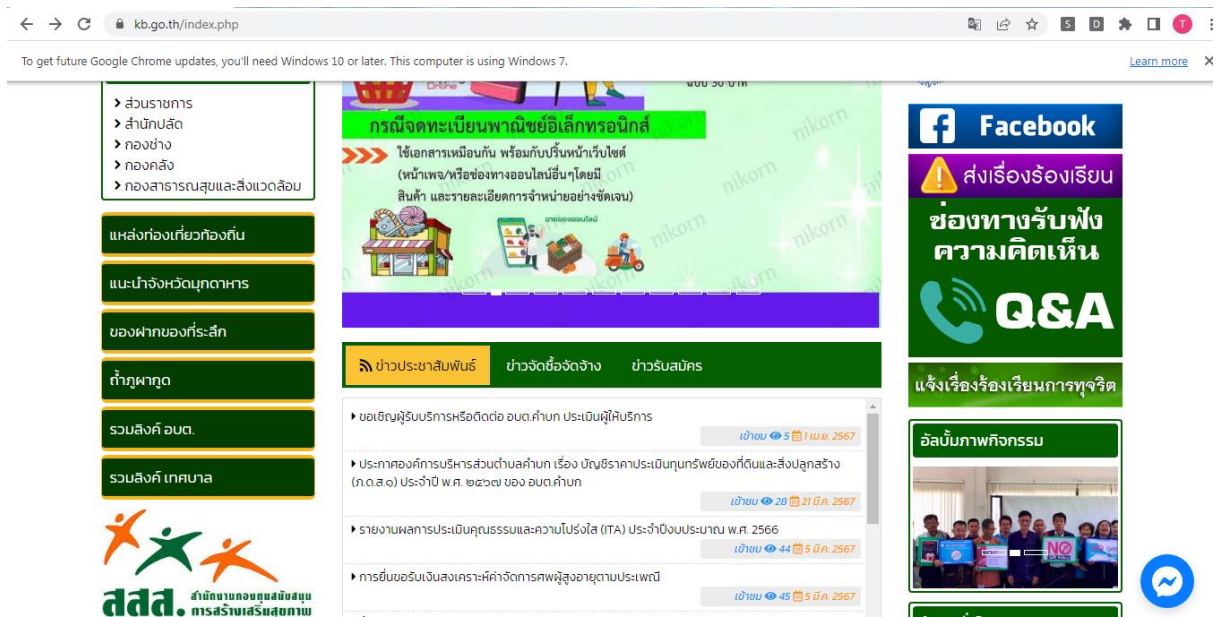 kb.go.th/index.php
S
D
T
To get future Google Chrome updates, you'll need Windows 10 or later. This computer is using Windows 7.
Learn more
ส่วนราชการ
สำนักปลัด
กองช่าง
กองคลัง
กองสาธารณสุขและสิ่งแวดล้อม
แหล่งท่องเที่ยวท้องถิ่น
แนะนำจังหวัดมุกดาหาร
ของฝากของที่ระลึก
ถ้ำภูผากูด
รวมลิงค์ อบต.
รวมลิงค์ เทศบาล
สสส. สำนักงานกองทุนสนับสนุน
การสร้างเสริมสุขภาพ
Online
ฉบับ 30 บาท
กรณีจดทะเบียนพาณิชย์อิเล็กทรอนิกส์
ใช้เอกสารเหมือนกัน พร้อมกับปริ้นหน้าเว็บไซต์
(หน้าเพจ/หรือช่องทางออนไลน์อื่นๆโดยมี
สินค้า และรายละเอียดการจำหน่ายอย่างชัดเจน)
ขายของออนไลน์
nikorn
nikorn
nikorn
nikorn
nikorn
nikorn
ข่าวประชาสัมพันธ์ ข่าวจัดซื้อจัดจ้าง ข่าวรับสมัคร
ขอเชิญผู้รับบริการหรือติดต่อ อบต.คำบก ประเมินผู้ให้บริการ
เข้าชม 5 1 เม.ย. 2567
ประกาศองค์การบริหารส่วนตำบลคำบก เรื่อง บัญชีราคาประเมินทุนทรัพย์ของที่ดินและสิ่งปลูกสร้าง
(ภ.ด.ส.๑) ประจำปี พ.ศ. ๒๕๖๗ ของ อบต.คำบก
เข้าชม 28 21 มี.ค. 2567
รายงานผลการประเมินคุณธรรมและความโปร่งใส (ITA) ประจำปีงบประมาณ พ.ศ. 2566
เข้าชม 44 5 มี.ค. 2567
การยื่นขอรับเงินสงเคราะห์ค่าจัดการศพผู้สูงอายุตามประเพณี
เข้าชม 45 5 มี.ค. 2567
Facebook
ส่งเรื่องร้องเรียน
ช่องทางรับฟัง
ความคิดเห็น
Q&A
แจ้งเรื่องร้องเรียนการทุจริต
อัลบั้มภาพกิจกรรม
NO